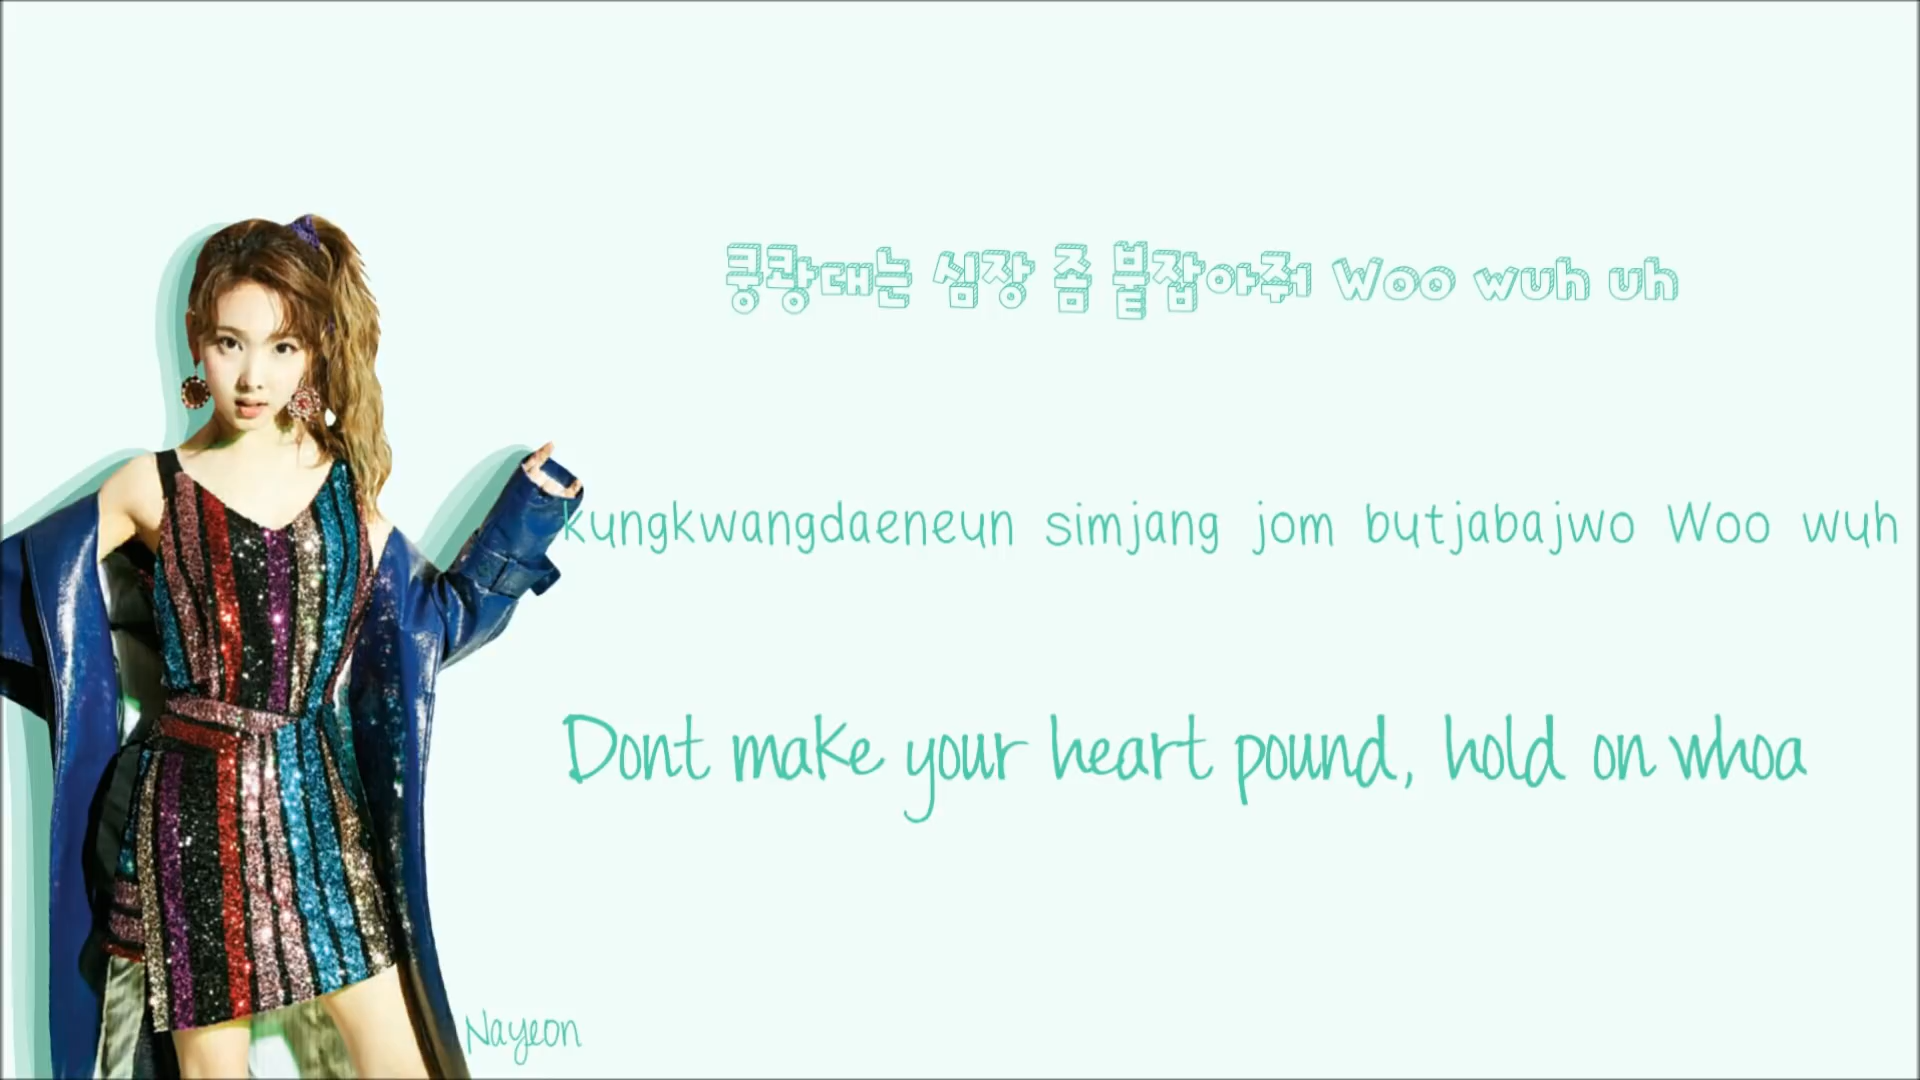 쿵쾅대는 심장 좀 붙잡아줘 Woo wuh uh
kungkwangdaeneun simjang jom butjabajwo Woo wuh
Dont make your heart pound, hold on whoa
Nayeon